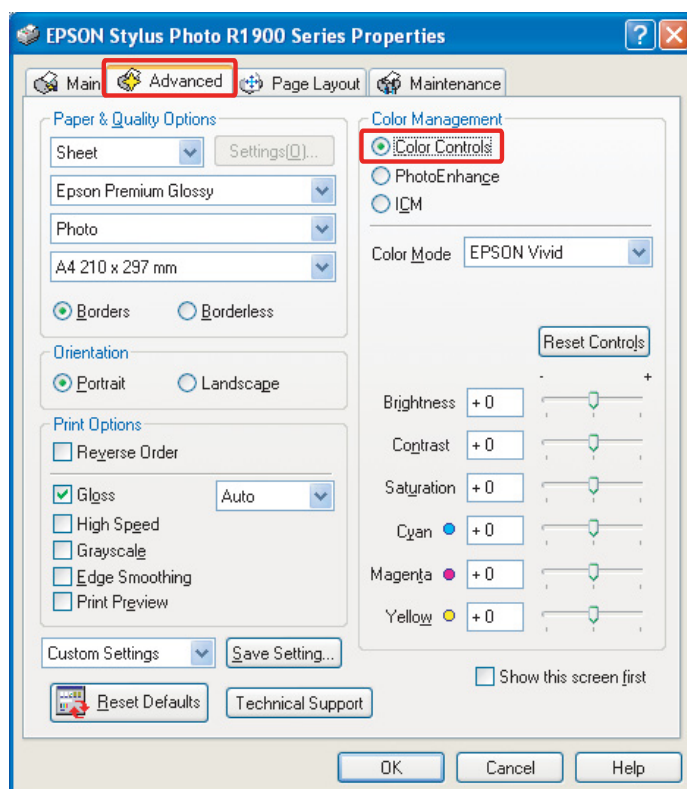 EPSON Stylus Photo R1900 Series Properties
Main
Advanced
Page Layout
Maintenance
Paper & Quality Options
Sheet
Settings(O)...
Epson Premium Glossy
Photo
A4 210 x 297 mm
Borders
Borderless
Orientation
Portrait
Landscape
Print Options
Reverse Order
Gloss
Auto
High Speed
Grayscale
Edge Smoothing
Print Preview
Custom Settings
Save Setting...
Reset Defaults
Technical Support
Color Management
Color Controls
PhotoEnhance
ICM
Color Mode
EPSON Vivid
Reset Controls
- +
Brightness + 0
Contrast + 0
Saturation + 0
Cyan + 0
Magenta + 0
Yellow + 0
Show this screen first
OK
Cancel
Help